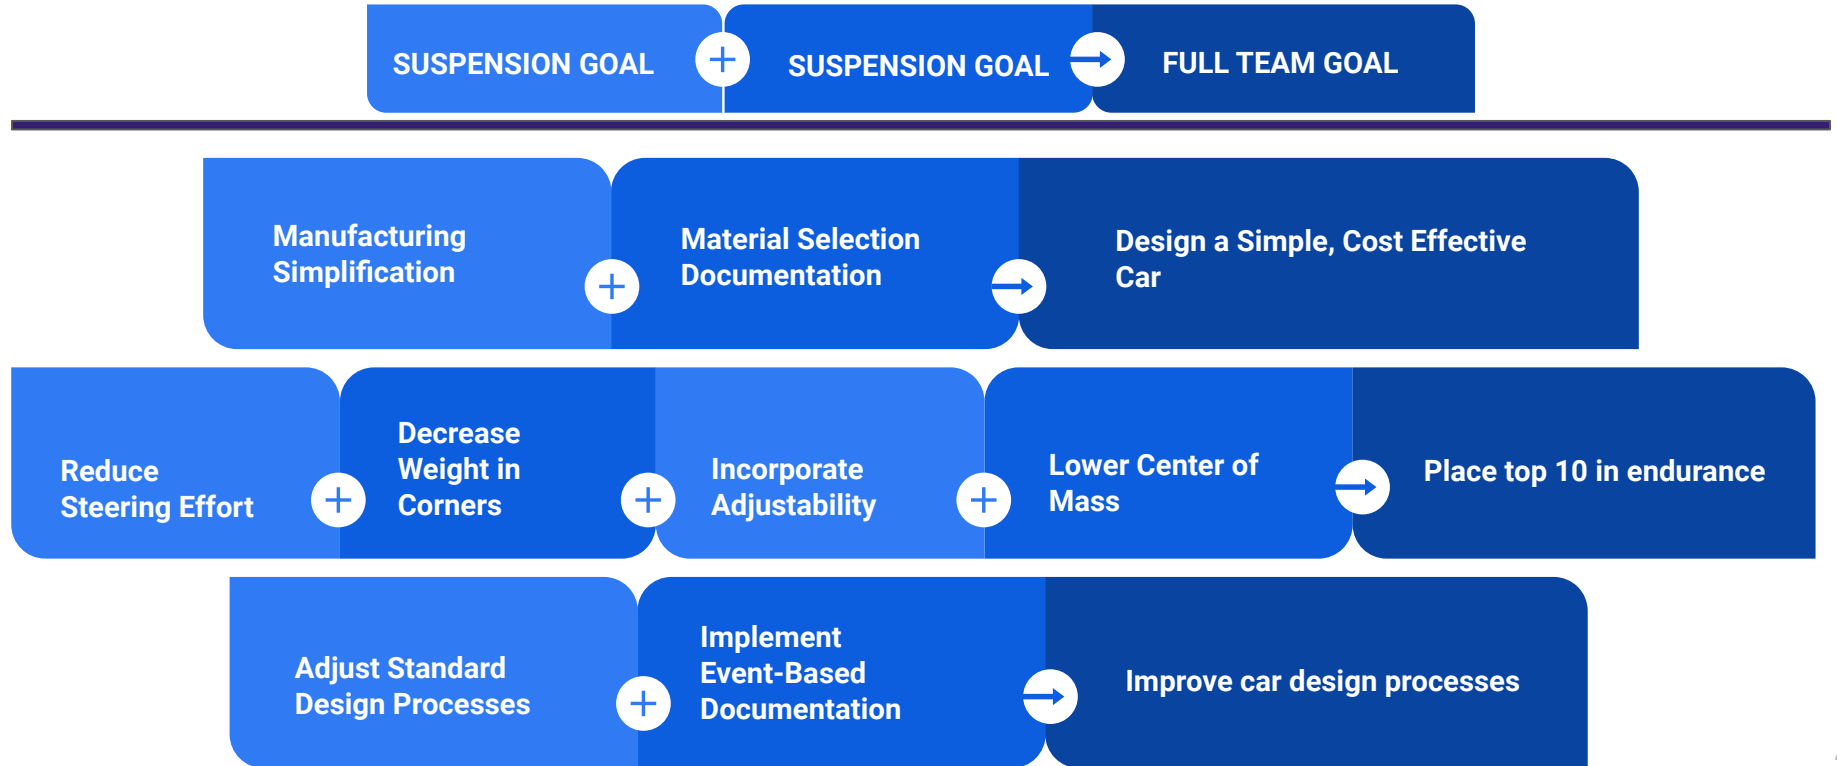 SUSPENSION GOAL
SUSPENSION GOAL
FULL TEAM GOAL
Manufacturing
Simplification
Material Selection
Documentation
Design a Simple, Cost Effective
Car
Reduce
Steering Effort
Decrease
Weight in
Corners
Incorporate
Adjustability
Lower Center of
Mass
Place top 10 in endurance
Adjust Standard
Design Processes
Implement
Event-Based
Documentation
Improve car design processes